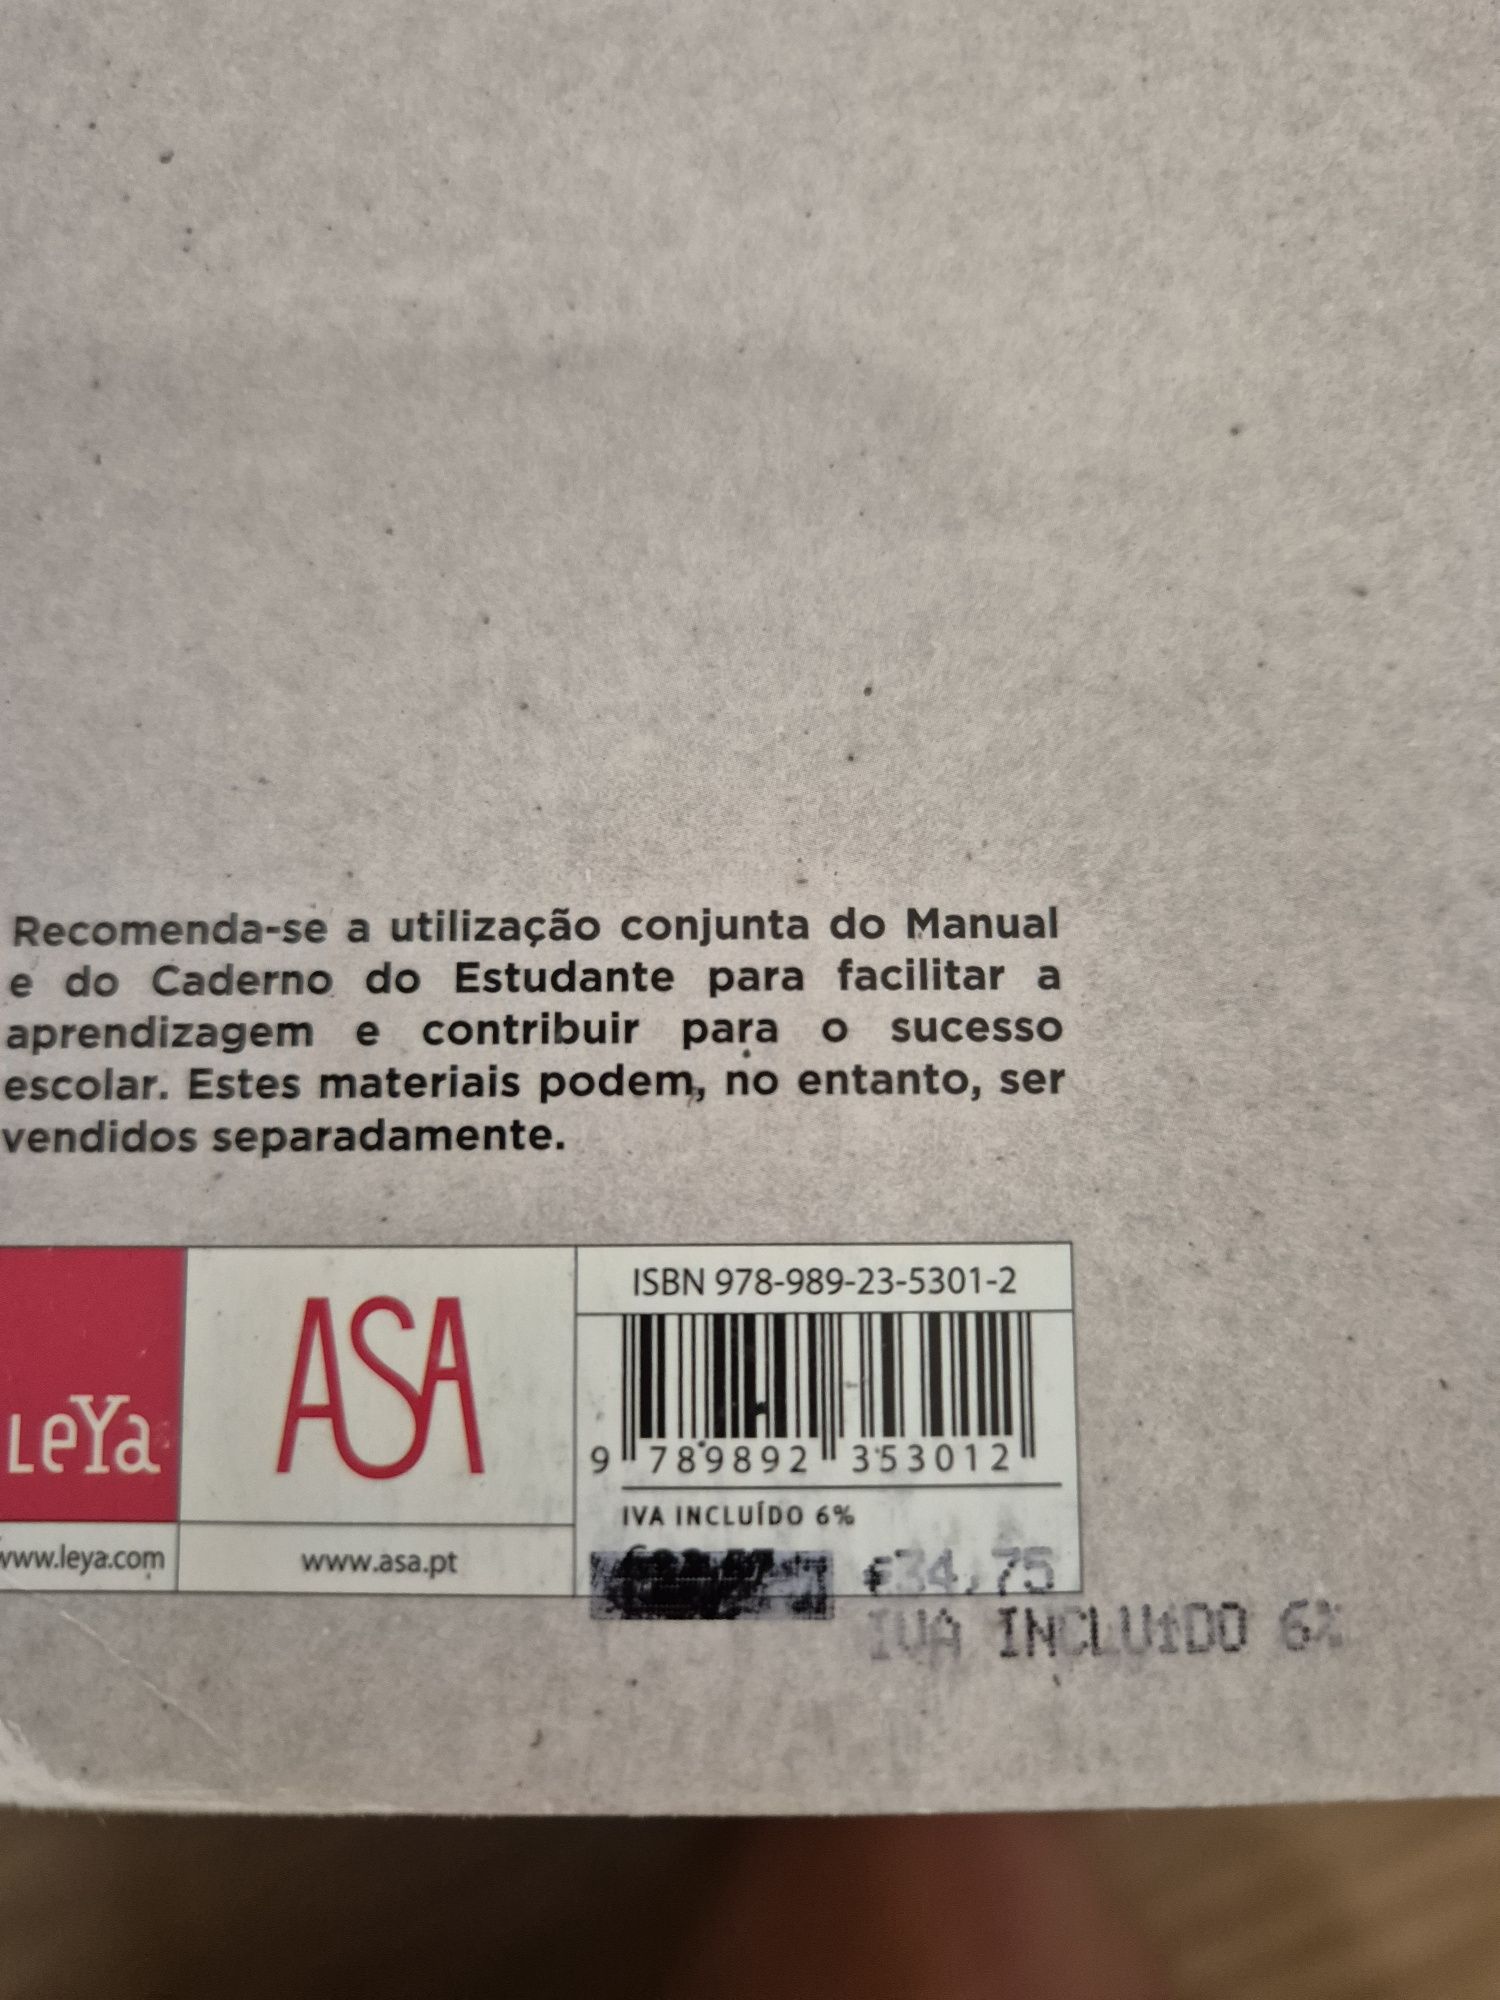 Recomenda-se a utilização conjunta do Manual
e do Caderno do Estudante para facilitar a
aprendizagem e contribuir para o sucesso
escolar. Estes materiais podem, no entanto, ser
vendidos separadamente.
LeYa
www.leya.com
ASA
www.asa.pt
ISBN 978-989-23-5301-2
9 789892 353012
IVA INCLUÍDO 6%
€34,75
IVA INCLUíDO 6%